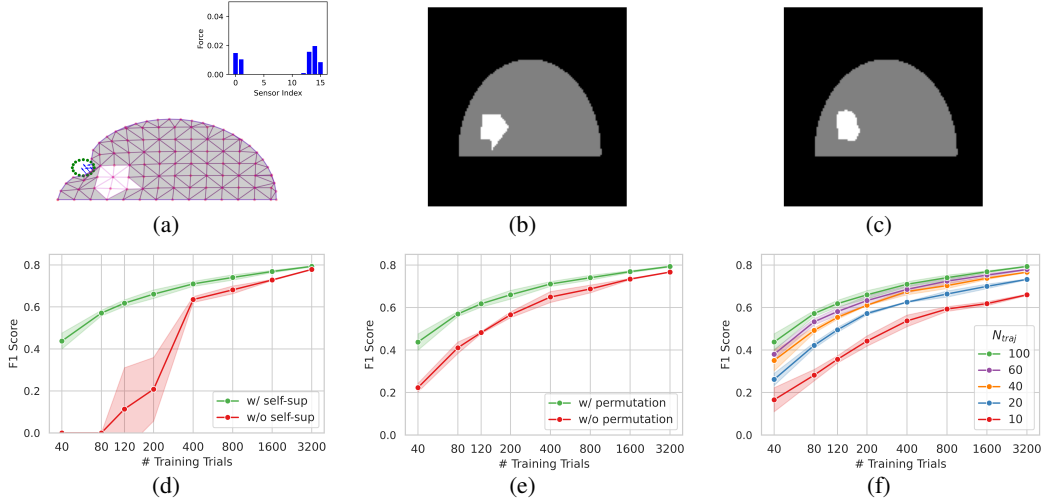 0.04
0.02
0.00
Force
0 5 10 15
Sensor Index
(a) (b) (c)
0.8
0.6
0.4
0.2
0.0
F1 Score
w/ self-sup
w/o self-sup
40 80 120 200 400 800 1600 3200
# Training Trials
(d)
0.8
0.6
0.4
0.2
0.0
F1 Score
w/ permutation
w/o permutation
40 80 120 200 400 800 1600 3200
# Training Trials
(e)
0.8
0.6
0.4
0.2
0.0
F1 Score
N_traj
100
60
40
20
10
40 80 120 200 400 800 1600 3200
# Training Trials
(f)